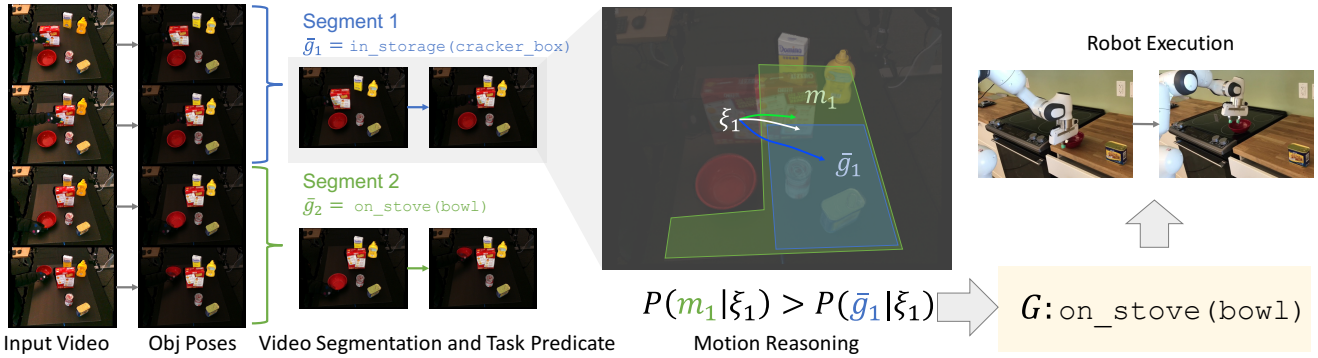 Segment 1
ḡ₁ = in_storage(cracker_box)
Segment 2
ḡ₂ = on_stove(bowl)
m₁
ξ₁
ḡ₁
P(m₁|ξ₁) > P(ḡ₁|ξ₁)
Robot Execution
G:on_stove(bowl)
Input Video
Obj Poses
Video Segmentation and Task Predicate
Motion Reasoning